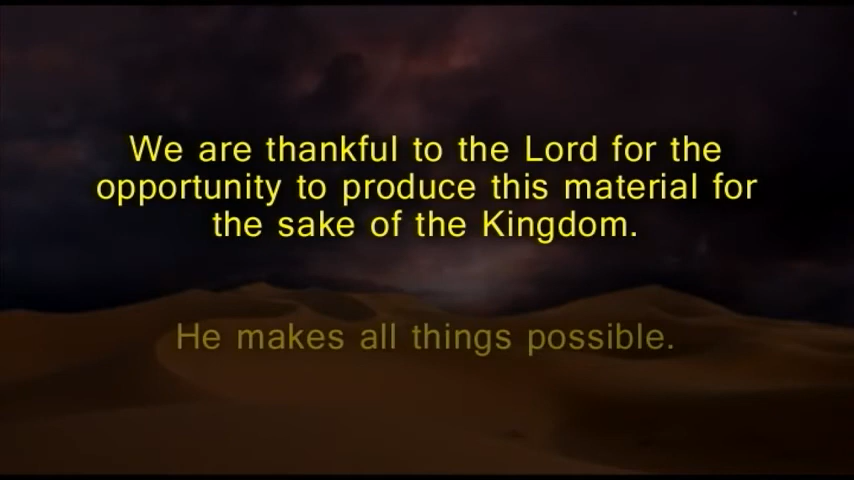 We are thankful to the Lord for the
opportunity to produce this material for
the sake of the Kingdom.
He makes all things possible.